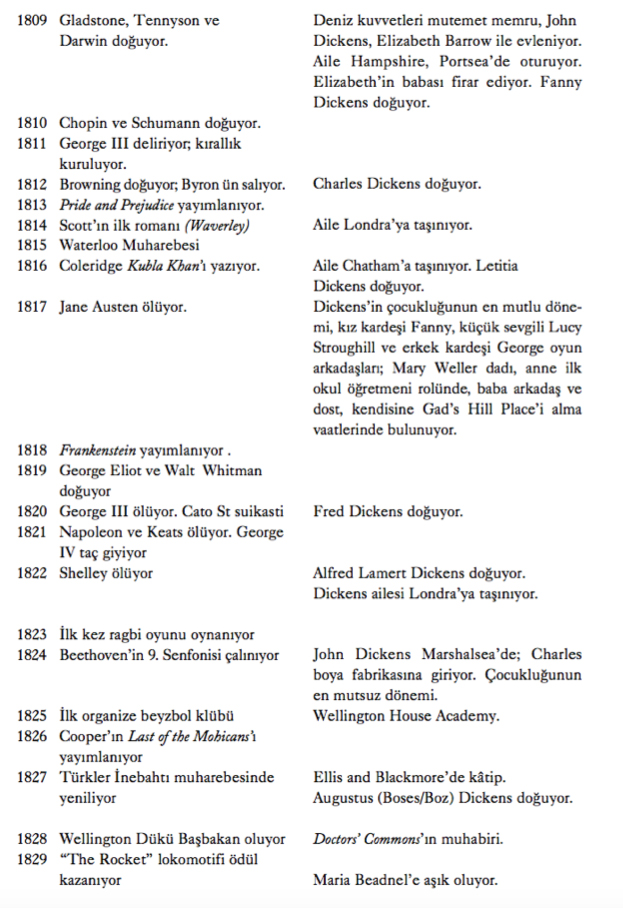 1809 Gladstone, Tennyson ve
Darwin doğuyor.
Deniz kuvvetleri mutemet memru, John
Dickens, Elizabeth Barrow ile evleniyor.
Aile Hampshire, Portsea’de oturuyor.
Elizabeth’in babası firar ediyor. Fanny
Dickens doğuyor.
1810 Chopin ve Schumann doğuyor.
1811 George III deliriyor; kırallık
kuruluyor.
1812 Browning doğuyor; Byron ün salıyor.
Charles Dickens doğuyor.
1813 Pride and Prejudice yayımlanıyor.
1814 Scott’ın ilk romanı (Waverley)
Aile Londra’ya taşınıyor.
1815 Waterloo Muharebesi
1816 Coleridge Kubla Khan’ı yazıyor.
Aile Chatham’a taşınıyor. Letitia
Dickens doğuyor.
1817 Jane Austen ölüyor.
Dickens’in çocukluğunun en mutlu döne-
mi, kız kardeşi Fanny, küçük sevgili Lucy
Stroughill ve erkek kardeşi George oyun
arkadaşları; Mary Weller dadı, anne ilk
okul öğretmeni rolünde, baba arkadaş ve
dost, kendisine Gad’s Hill Place’i alma
vaatlerinde bulunuyor.
1818 Frankenstein yayımlanıyor .
1819 George Eliot ve Walt Whitman
doğuyor
1820 George III ölüyor. Cato St suikasti
Fred Dickens doğuyor.
1821 Napoleon ve Keats ölüyor. George
IV taç giyiyor
1822 Shelley ölüyor
Alfred Lamert Dickens doğuyor.
Dickens ailesi Londra’ya taşınıyor.
1823 İlk kez ragbi oyunu oynanıyor
1824 Beethoven’in 9. Senfonisi çalınıyor
John Dickens Marshalsea’de; Charles
boya fabrikasına giriyor. Çocukluğunun
en mutsuz dönemi.
1825 İlk organize beyzbol klübü
Wellington House Academy.
1826 Cooper’ın Last of the Mohicans’ı
yayımlanıyor
1827 Türkler İnebahtı muharebesinde
yeniliyor
Ellis and Blackmore’de kâtip.
Augustus (Boses/Boz) Dickens doğuyor.
1828 Wellington Dükü Başbakan oluyor
Doctors’ Commons’ın muhabiri.
1829 “The Rocket” lokomotifi ödül
kazanıyor
Maria Beadnel’e aşık oluyor.